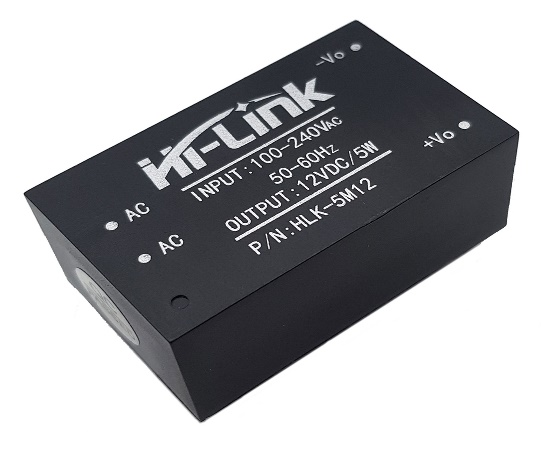 Hi-Link
INPUT:100-240VAC
50-60Hz
OUTPUT:12VDC/5W
P/N:HLK-5M12
AC
AC
-Vo
+Vo